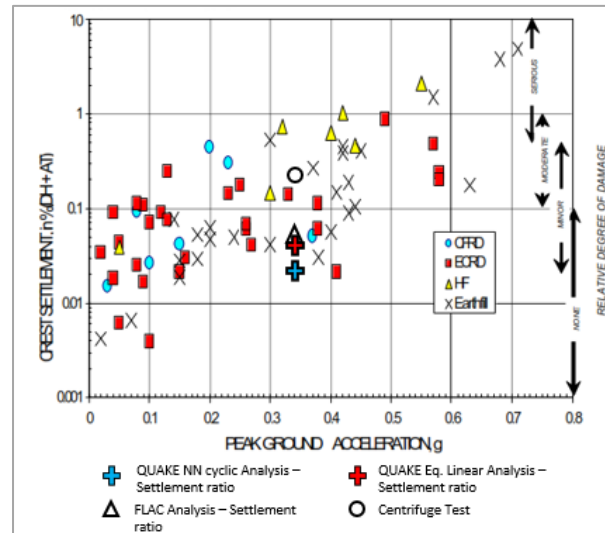 10
1
0.1
0.01
0.001
CREST SETTLEMENT, n%(DH+AT)
0
0.1
0.2
0.3
0.4
0.5
0.6
0.7
0.8
PEAK GROUND ACCELERATION, g
CFRD
ECRD
HF
Earthfill
SERIOUS
MODERATE
MINOR
NONE
RELATIVE DEGREE OF DAMAGE
QUAKE NN cyclic Analysis –
Settlement ratio
QUAKE Eq. Linear Analysis –
Settlement ratio
FLAC Analysis – Settlement
ratio
Centrifuge Test